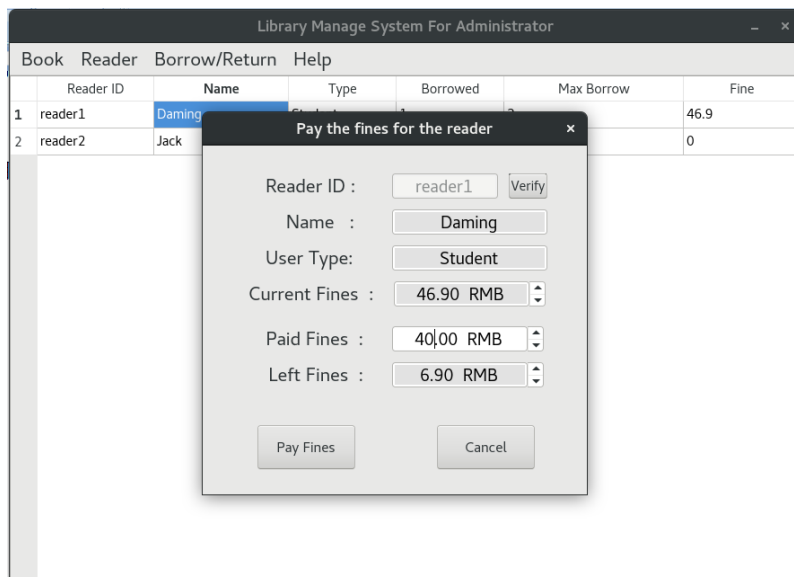 Library Manage System For Administrator
Book Reader Borrow/Return Help
Reader ID Name Type Borrowed Max Borrow Fine
1 reader1 Daming 46.9
2 reader2 Jack 0
Pay the fines for the reader
Reader ID : reader1 Verify
Name : Daming
User Type: Student
Current Fines : 46.90 RMB
Paid Fines : 40.00 RMB
Left Fines : 6.90 RMB
Pay Fines Cancel